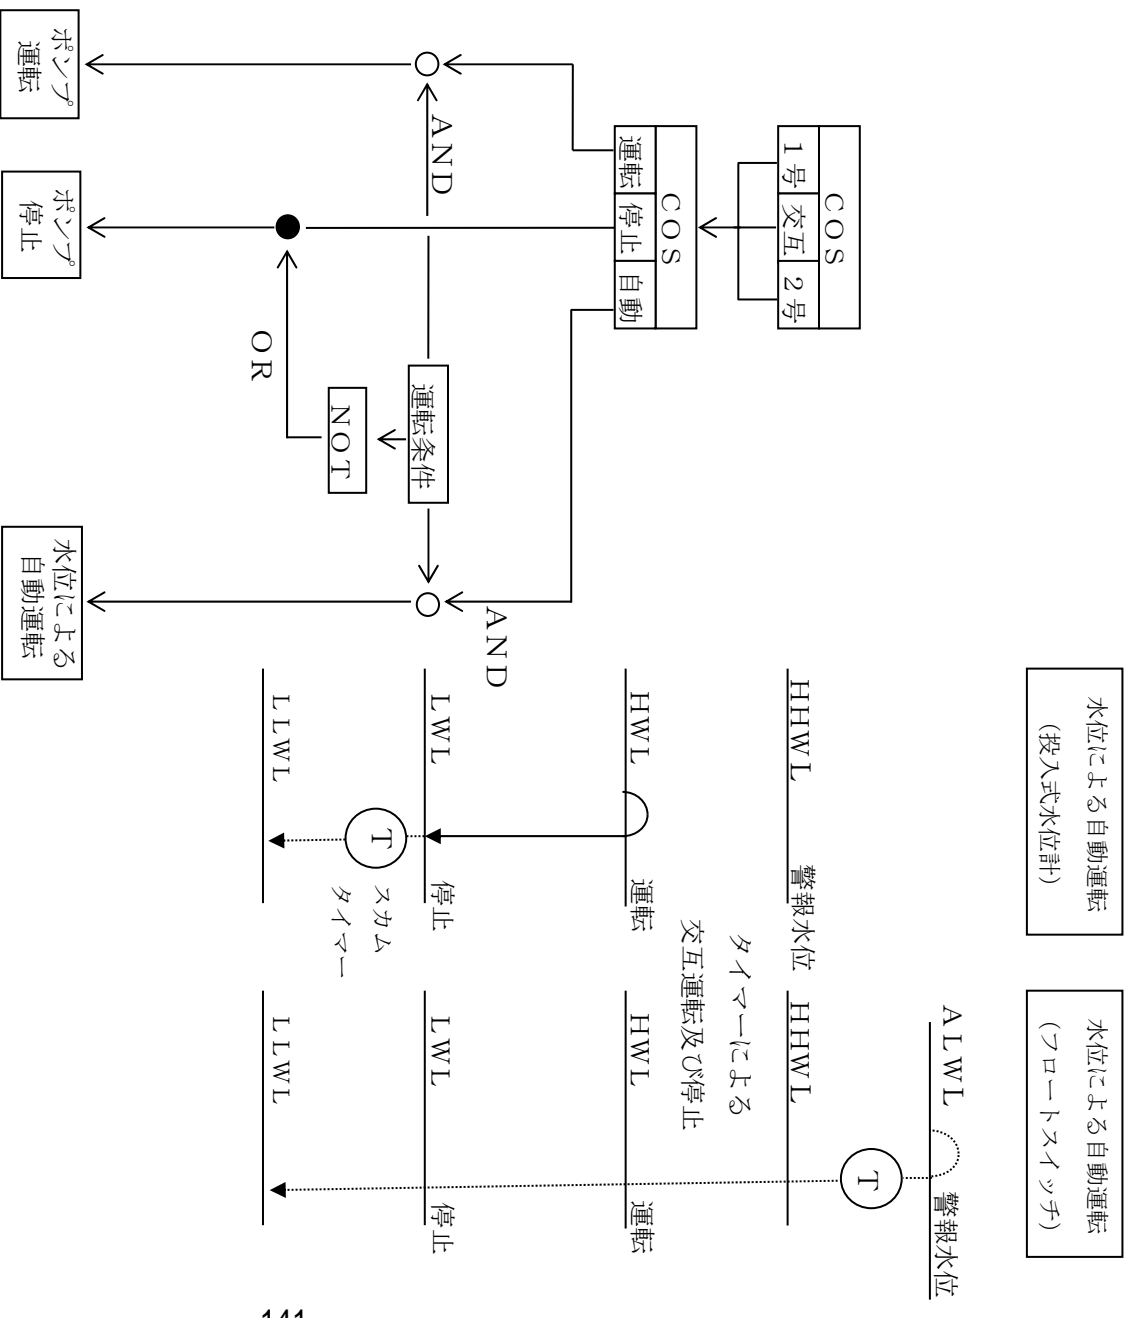 COS
1号 交互 2号
COS
運転 停止 自動
AND
運転条件
NOT
OR
AND
ポンプ
運転
ポンプ
停止
水位による
自動運転
水位による自動運転
(投入式水位計)
HHWL 警報水位
HWL 運転
LWL 停止
T
スカム
タイマー
LLWL
タイマーによる
交互運転及び停止
水位による自動運転
(フロートスイッチ)
ALWL 警報水位
T
HHWL
HWL 運転
LWL 停止
LLWL
141